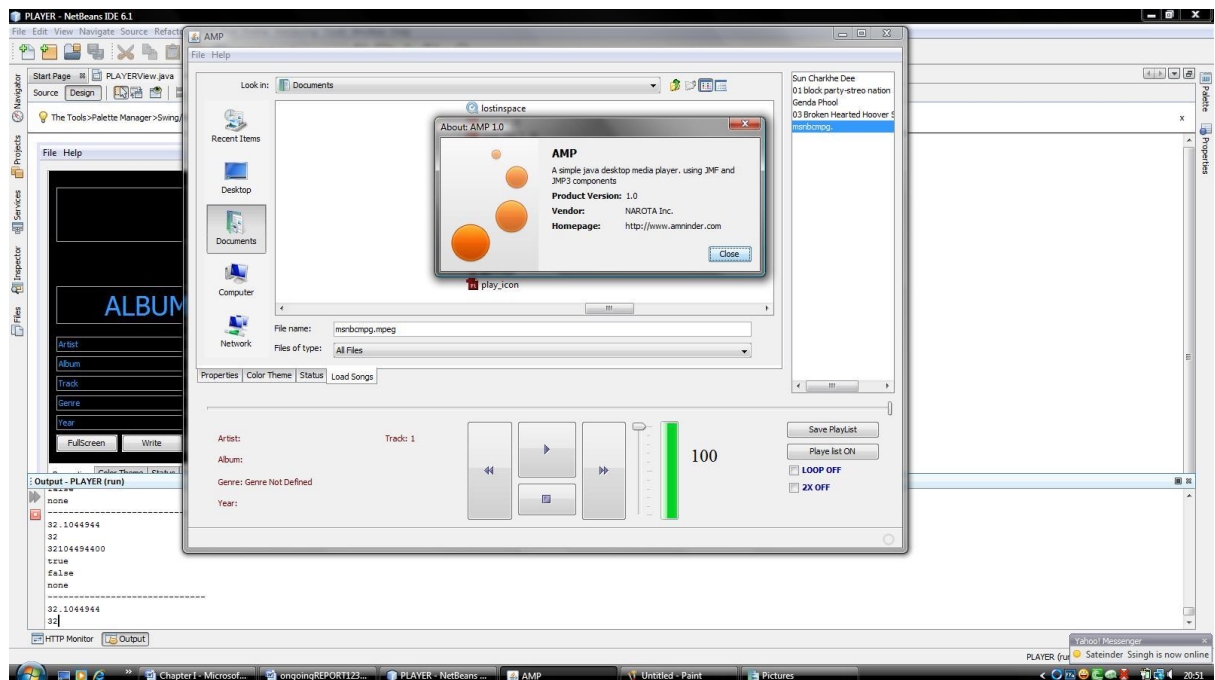 PLAYER - NetBeans IDE 6.1
File Edit View Navigate Source Refact
Start Page
PLAYERView.java
Source Design
The Tools>Palette Manager>Swing/
Navigator
Projects
Services
Inspector
Files
Palette
Properties
File Help
ALBUM
Artist
Album
Track
Genre
Year
FullScreen
Write
AMP
File Help
Look in:
Documents
Recent Items
Desktop
Documents
Computer
Network
lostinspace
play_icon
File name:
msnbcmpg.mpeg
Files of type:
All Files
Properties
Color Theme
Status
Load Songs
Sun Charkhe Dee
01 block party-streo nation
Genda Phool
03 Broken Hearted Hoover S
msnbcmpg.
About: AMP 1.0
AMP
A simple java desktop media player. using JMF and
JMP3 components
Product Version: 1.0
Vendor: NAROTA Inc.
Homepage: http://www.amninder.com
Close
Artist:
Track: 1
Album:
Genre: Genre Not Defined
Year:
100
Save PlayList
Playe list ON
LOOP OFF
2X OFF
Output - PLAYER (run)
none
32.1044944
32
32104494400
true
false
none
------------------------------
32.1044944
32
HTTP Monitor
Output
PLAYER (ru
Yahoo! Messenger
Sateinder Ssingh is now online
Chapter I - Microsof...
ongoingREPORT123...
PLAYER - NetBeans ...
AMP
Untitled - Paint
Pictures
20:51